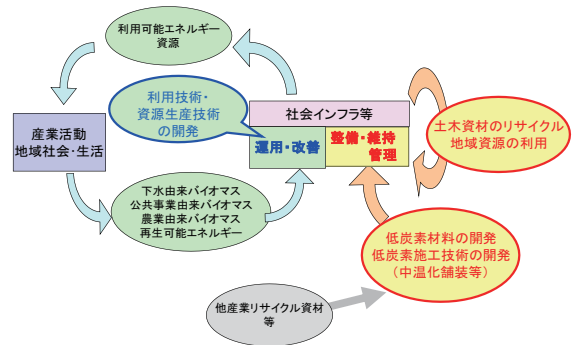 利用可能エネルギー
資源
利用技術・
資源生産技術
の開発
社会インフラ等
運用・改善
整備・維持
管理
土木資材のリサイクル
地域資源の利用
産業活動
地域社会・生活
下水由来バイオマス
公共事業由来バイオマス
農業由来バイオマス
再生可能エネルギー
低炭素材料の開発
低炭素施工技術の開発
（中温化舗装等）
他産業リサイクル資材
等